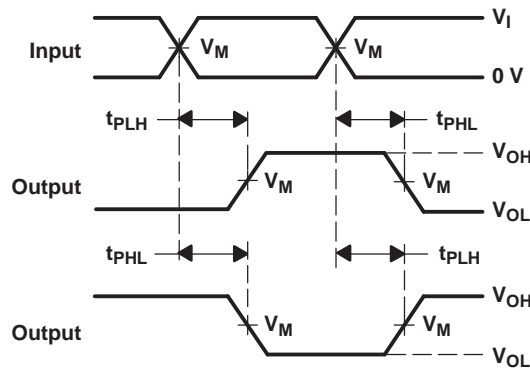 Input
V_M
V_M
V_I
0 V
t_PLH
t_PHL
Output
V_M
V_M
V_OH
V_OL
t_PHL
t_PLH
Output
V_M
V_M
V_OH
V_OL